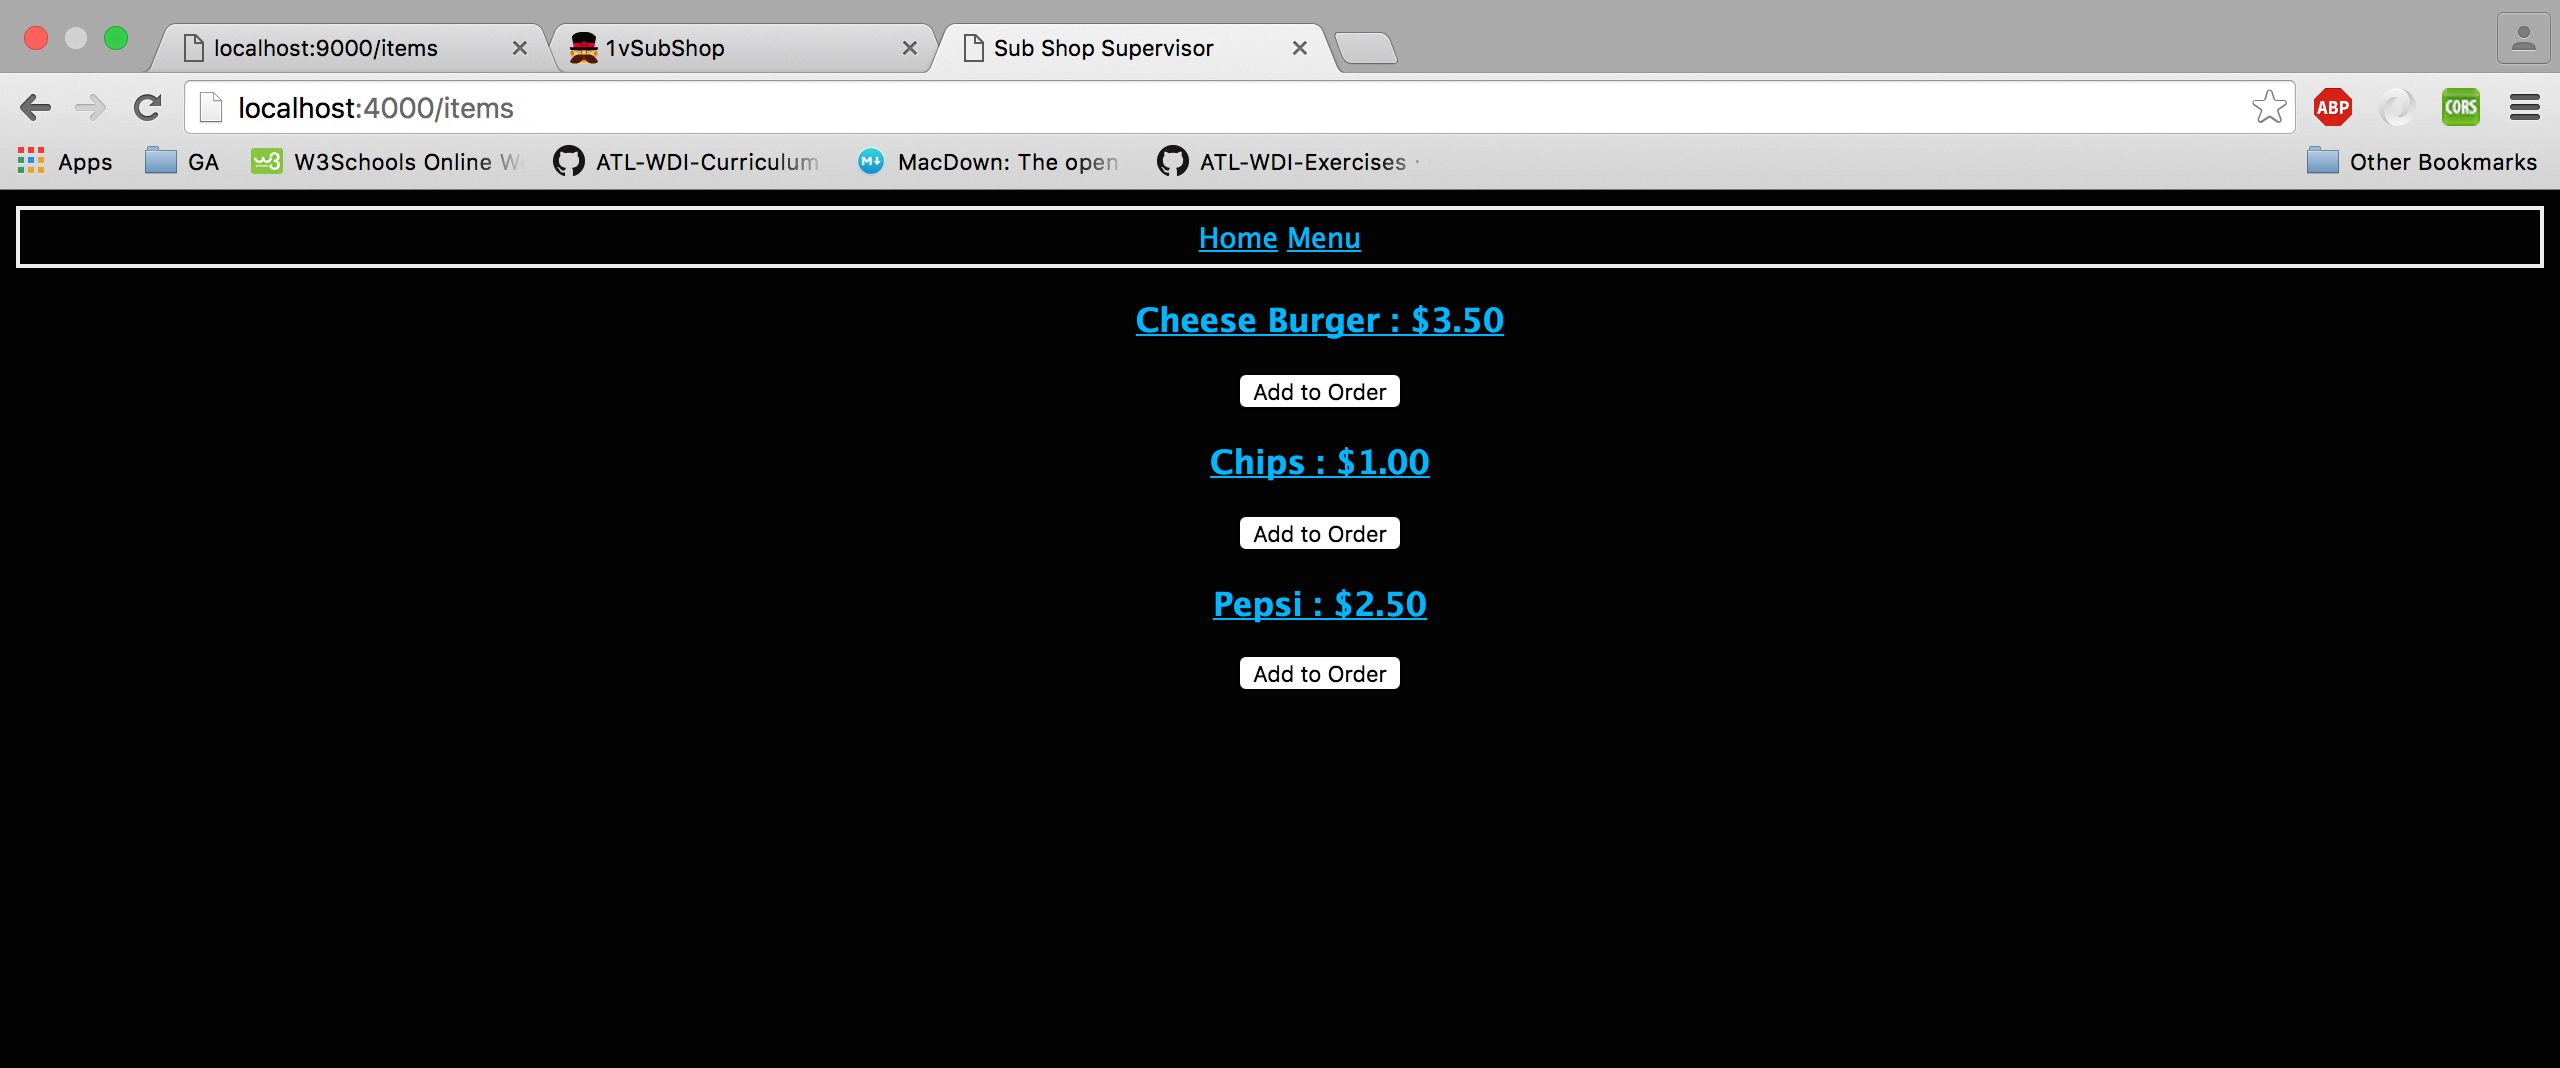 localhost:9000/items
1vSubShop
Sub Shop Supervisor
localhost:4000/items
ABP
CORS
Apps
GA
w3
W3Schools Online W
ATL-WDI-Curriculum
M
MacDown: The open
ATL-WDI-Exercises ·
Other Bookmarks
Home Menu
Cheese Burger : $3.50
Add to Order
Chips : $1.00
Add to Order
Pepsi : $2.50
Add to Order